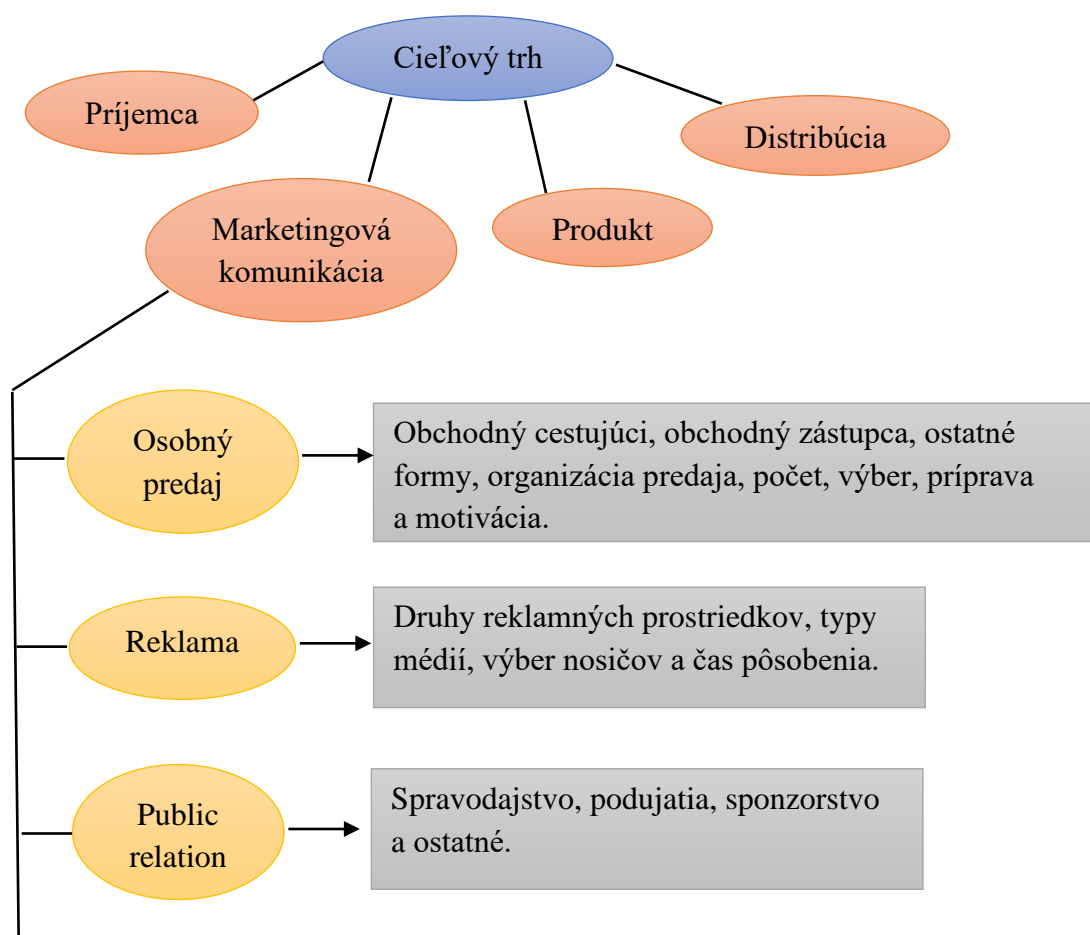 Cieľový trh
Príjemca
Distribúcia
Marketingová
komunikácia
Produkt
Osobný
predaj
Obchodný cestujúci, obchodný zástupca, ostatné
formy, organizácia predaja, počet, výber, príprava
a motivácia.
Reklama
Druhy reklamných prostriedkov, typy
médií, výber nosičov a čas pôsobenia.
Public
relation
Spravodajstvo, podujatia, sponzorstvo
a ostatné.